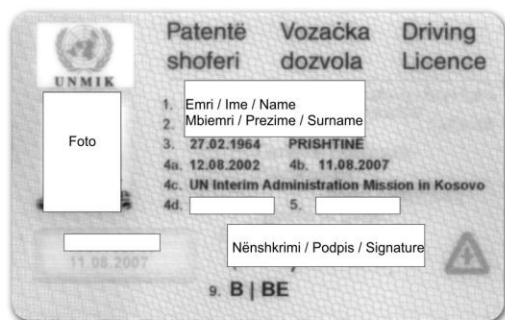 Patentë Vozačka Driving
shoferi dozvola Licence
UNMIK
1. Emri / Ime / Name
2. Mbiemri / Prezime / Surname
Foto
3. 27.02.1964 PRISHTINË
4a. 12.08.2002 4b. 11.08.2007
4c. UN Interim Administration Mission in Kosovo
4d. 5.
Nënshkrimi / Podpis / Signature
11.08.2007
9. B | BE